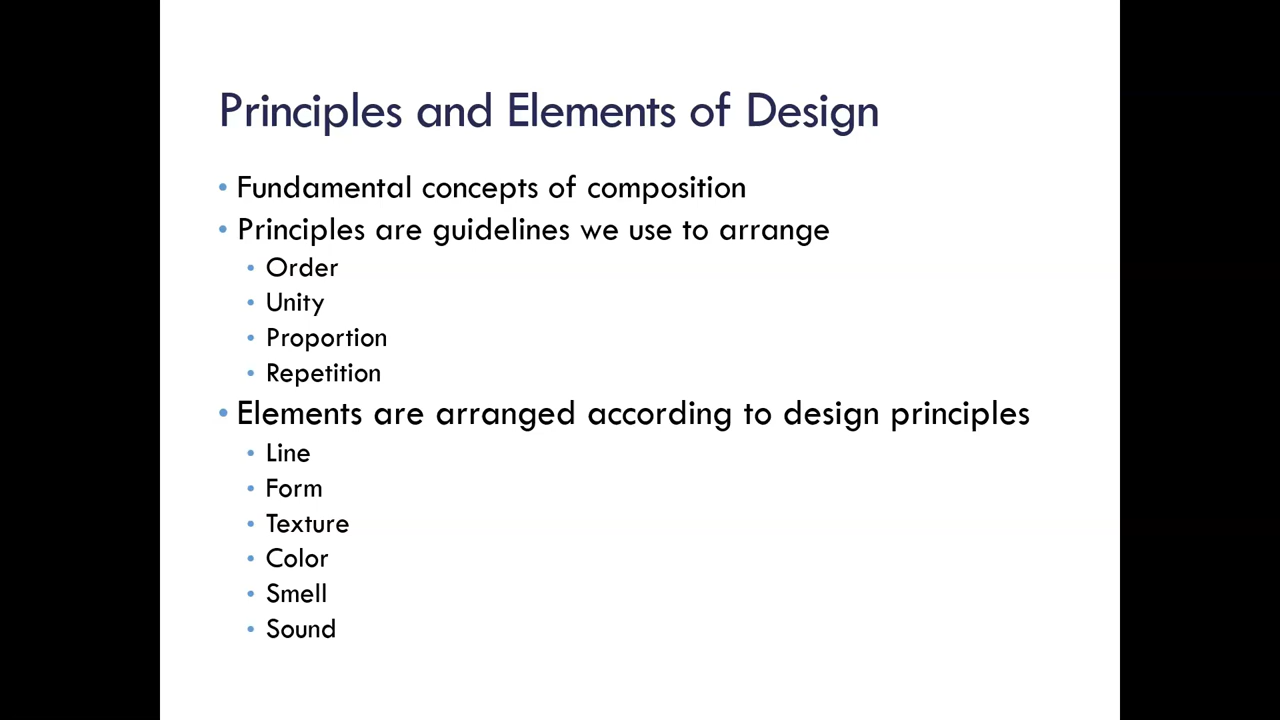 Principles and Elements of Design
• Fundamental concepts of composition
• Principles are guidelines we use to arrange
• Order
• Unity
• Proportion
• Repetition
• Elements are arranged according to design principles
• Line
• Form
• Texture
• Color
• Smell
• Sound